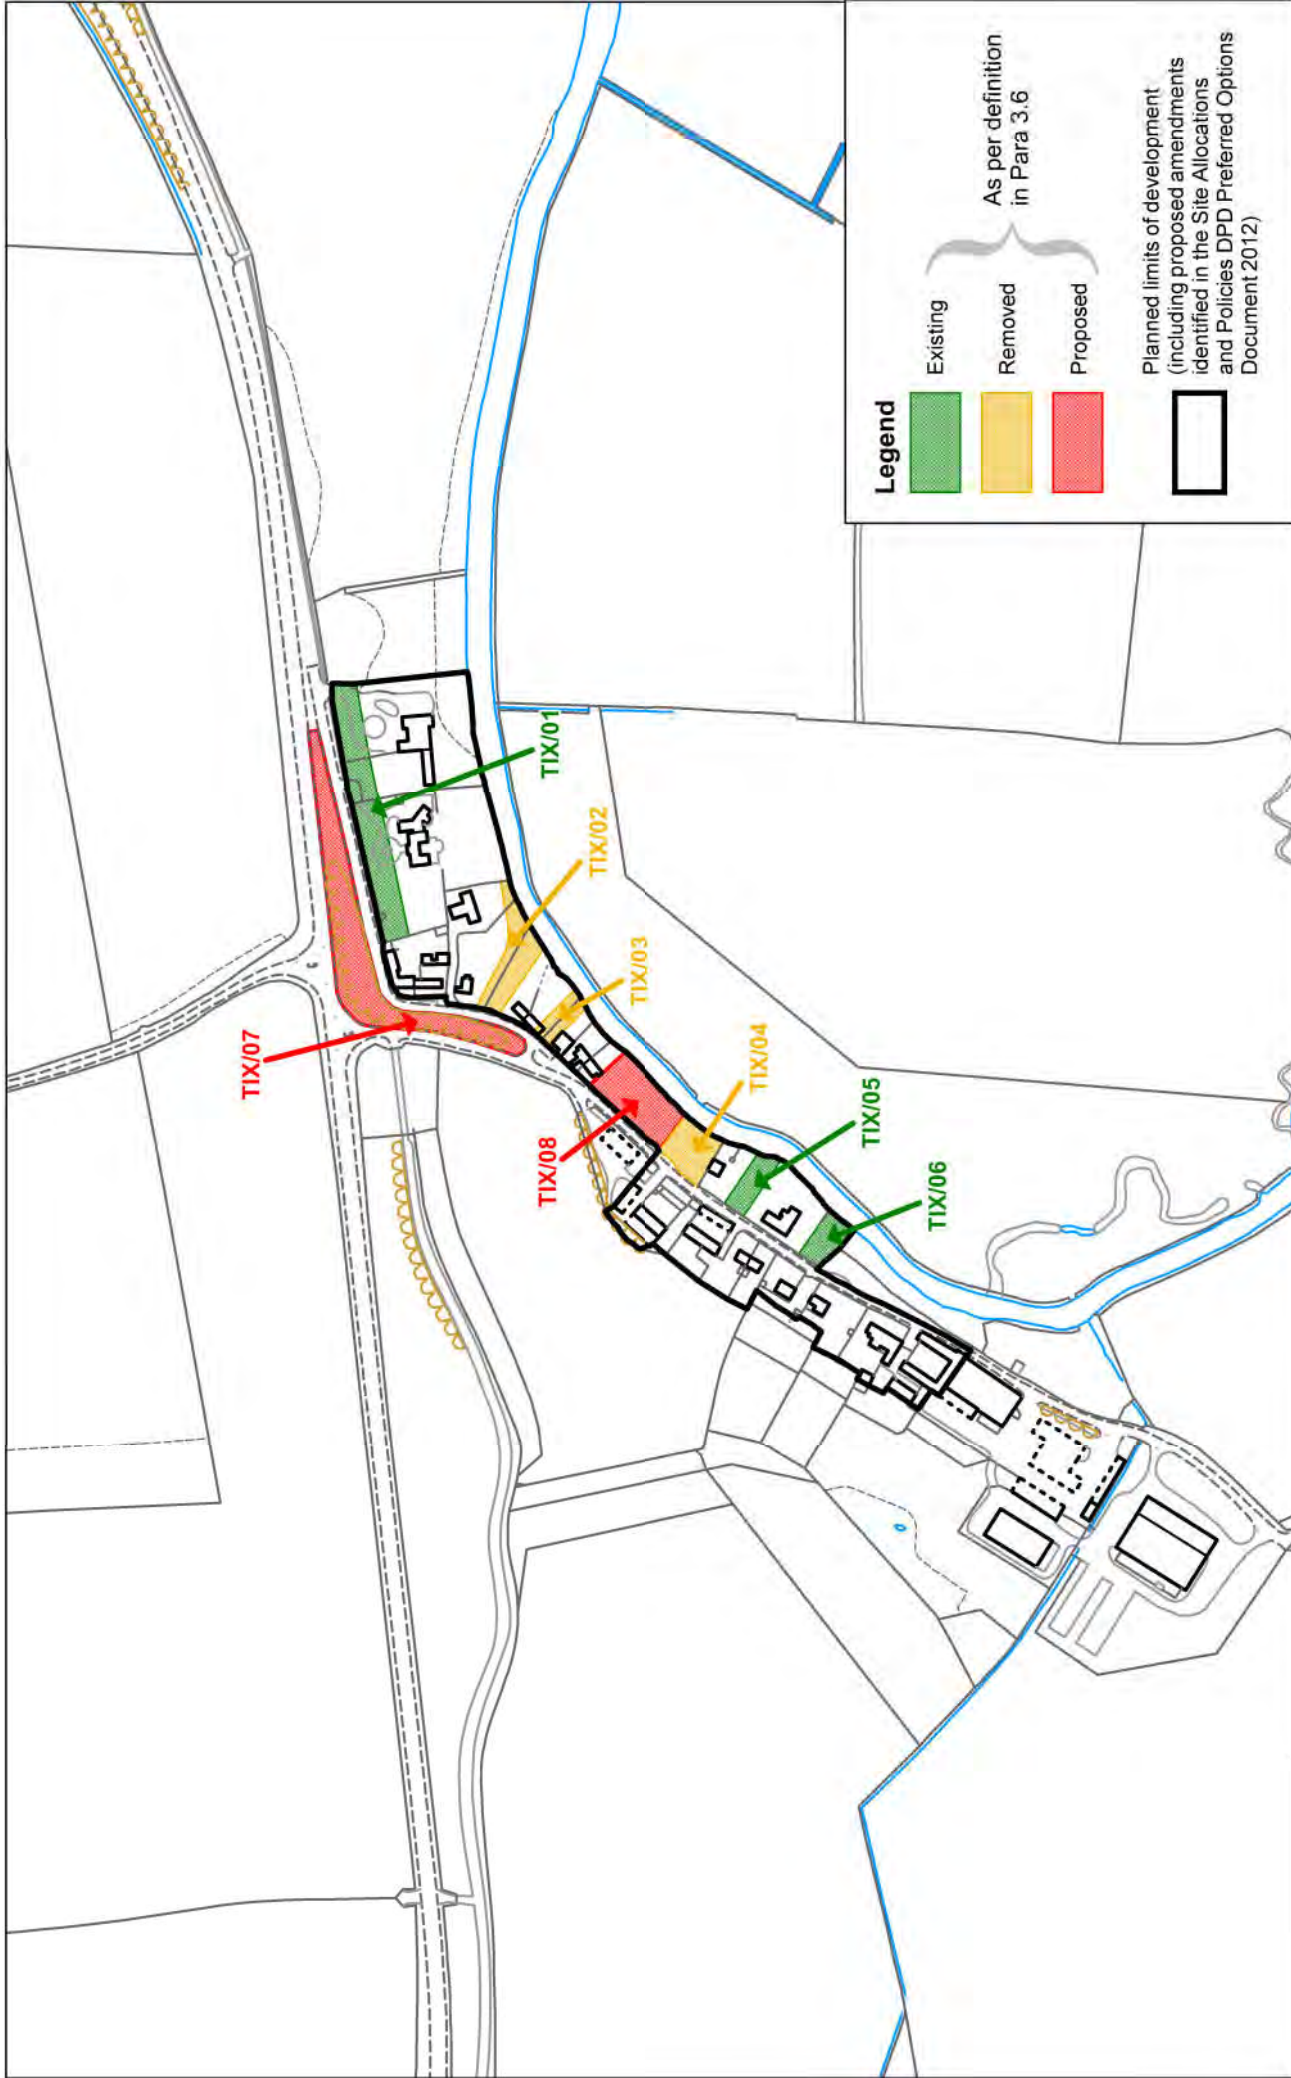 TIX/01
TIX/02
TIX/03
TIX/04
TIX/05
TIX/06
TIX/07
TIX/08
Legend
Existing
Removed
Proposed
As per definition
in Para 3.6
Planned limits of development
(including proposed amendments
identified in the Site Allocations
and Policies DPD Preferred Options
Document 2012)